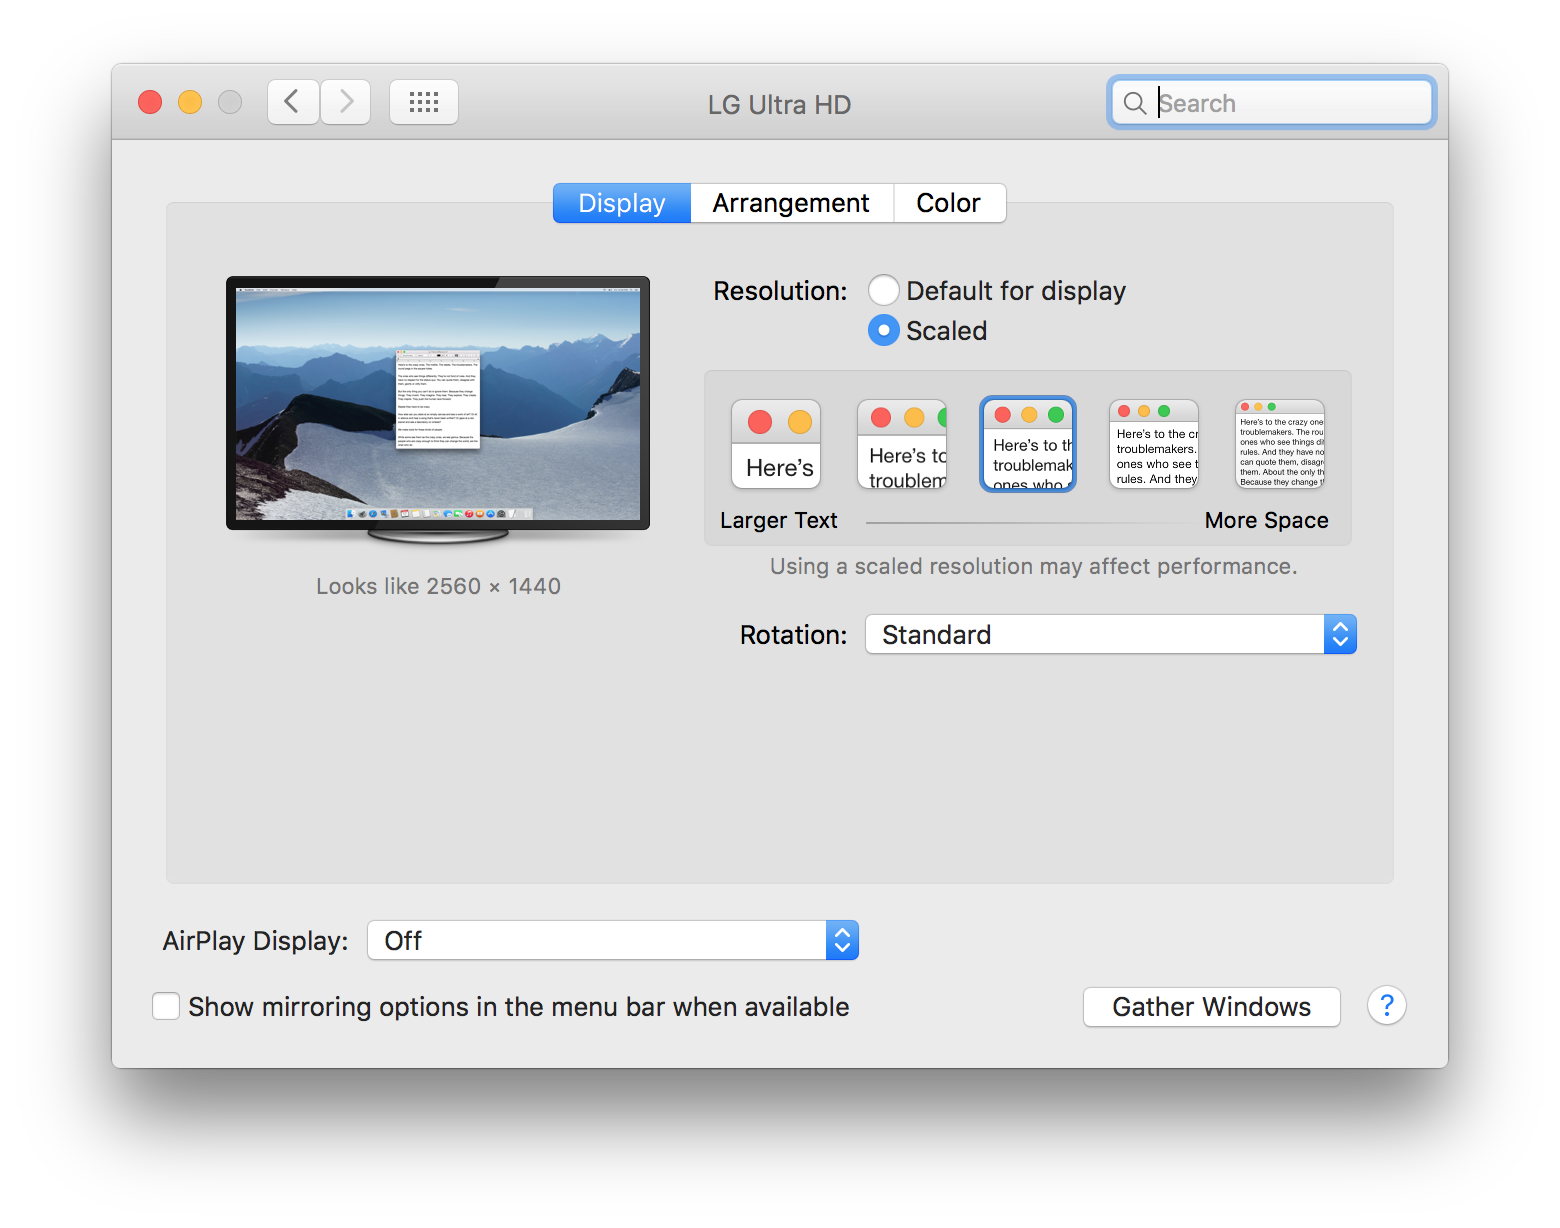 LG Ultra HD
Search
Display
Arrangement
Color
Resolution:
Default for display
Scaled
Here's
Here's to
troublem
Here's to th
troublemak
ones who
Here's to the cr
troublemakers.
ones who see t
rules. And they
Here's to the crazy one
troublemakers. The rou
ones who see things dif
rules. And they have no
can quote them, disagr
them. About the only th
Because they change t
Larger Text
More Space
Using a scaled resolution may affect performance.
Looks like 2560 × 1440
Rotation:
Standard
AirPlay Display:
Off
Show mirroring options in the menu bar when available
Gather Windows
?